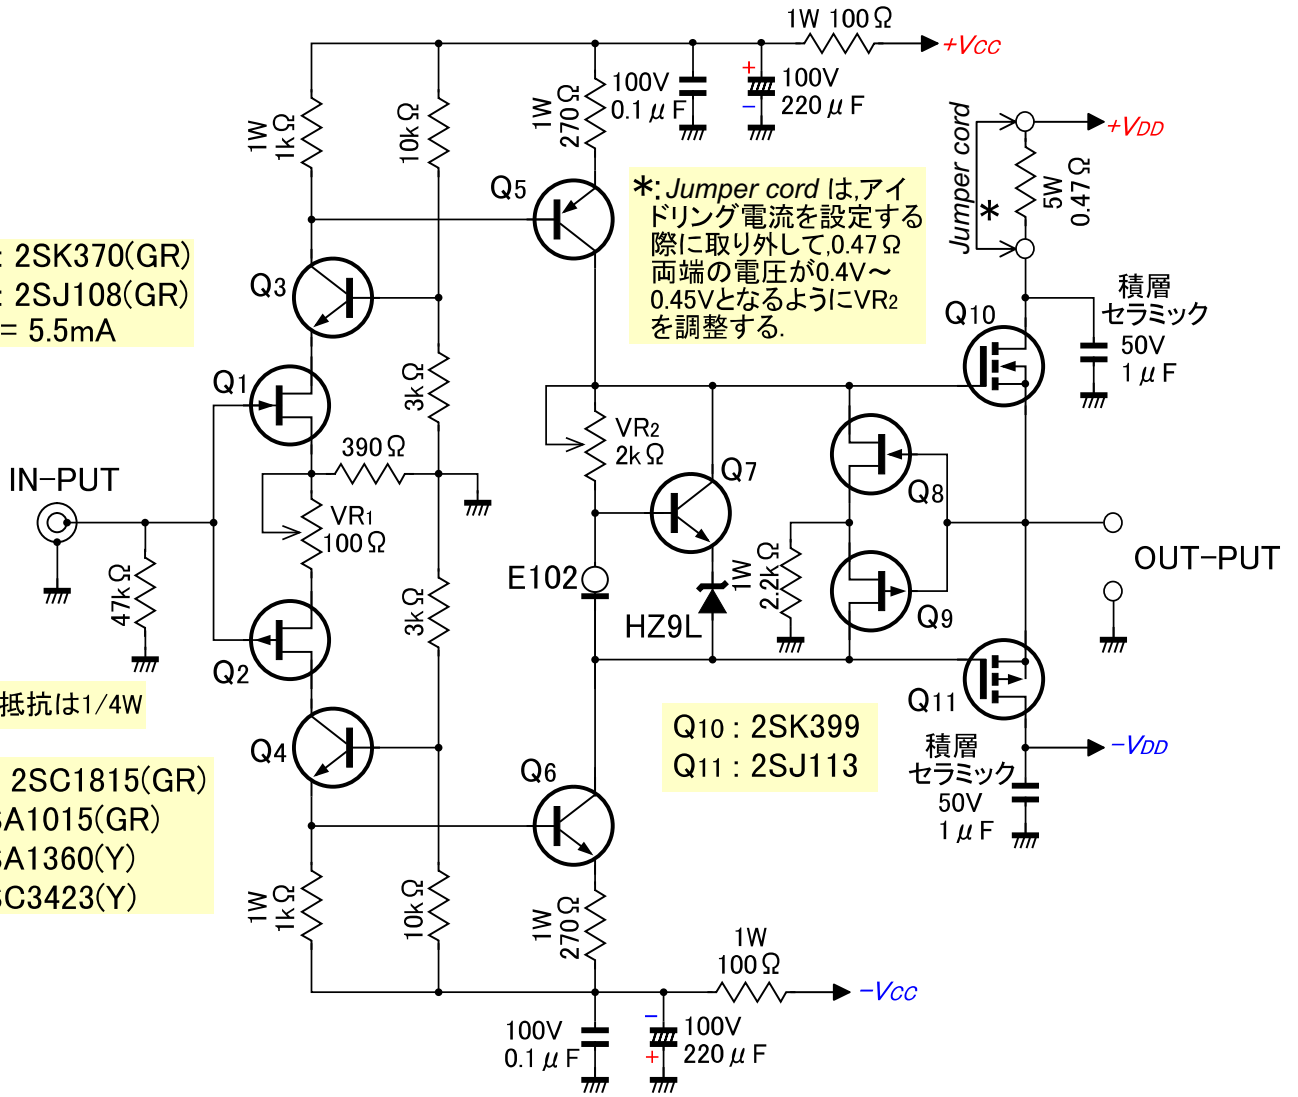 1W 100Ω
+VCC
100V
0.1μF
+
−
100V
220μF
1W
1kΩ
10kΩ
1W
270Ω
Q5
Jumper cord
*
+VDD
5W
0.47Ω
*: Jumper cord は,アイ
ドリング電流を設定する
際に取り外して,0.47Ω
両端の電圧が0.4V～
0.45VとなるようにVR2
を調整する.
: 2SK370(GR)
: 2SJ108(GR)
= 5.5mA
Q3
Q10
積層
セラミック
50V
1μF
Q1
3kΩ
390Ω
VR2
2kΩ
Q7
Q8
IN-PUT
VR1
100Ω
47kΩ
E102
HZ9L
1W
2.2kΩ
OUT-PUT
Q9
3kΩ
Q2
抵抗は1/4W
Q4
Q11
Q10 : 2SK399
Q11 : 2SJ113
−VDD
積層
セラミック
50V
1μF
2SC1815(GR)
SA1015(GR)
SA1360(Y)
SC3423(Y)
Q6
1W
1kΩ
10kΩ
1W
270Ω
1W
100Ω
−VCC
100V
0.1μF
−
+
100V
220μF